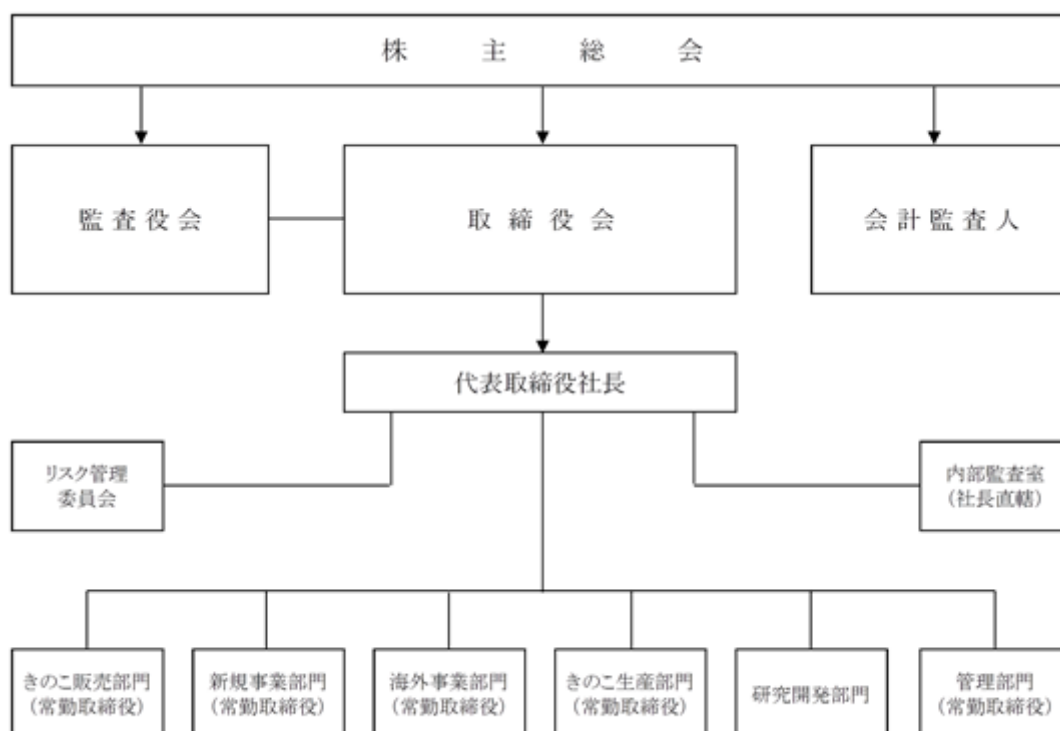 株主総会
監査役会
取締役会
会計監査人
代表取締役社長
リスク管理
委員会
内部監査室
(社長直轄)
きのこ販売部門
(常勤取締役)
新規事業部門
(常勤取締役)
海外事業部門
(常勤取締役)
きのこ生産部門
(常勤取締役)
研究開発部門
管理部門
(常勤取締役)